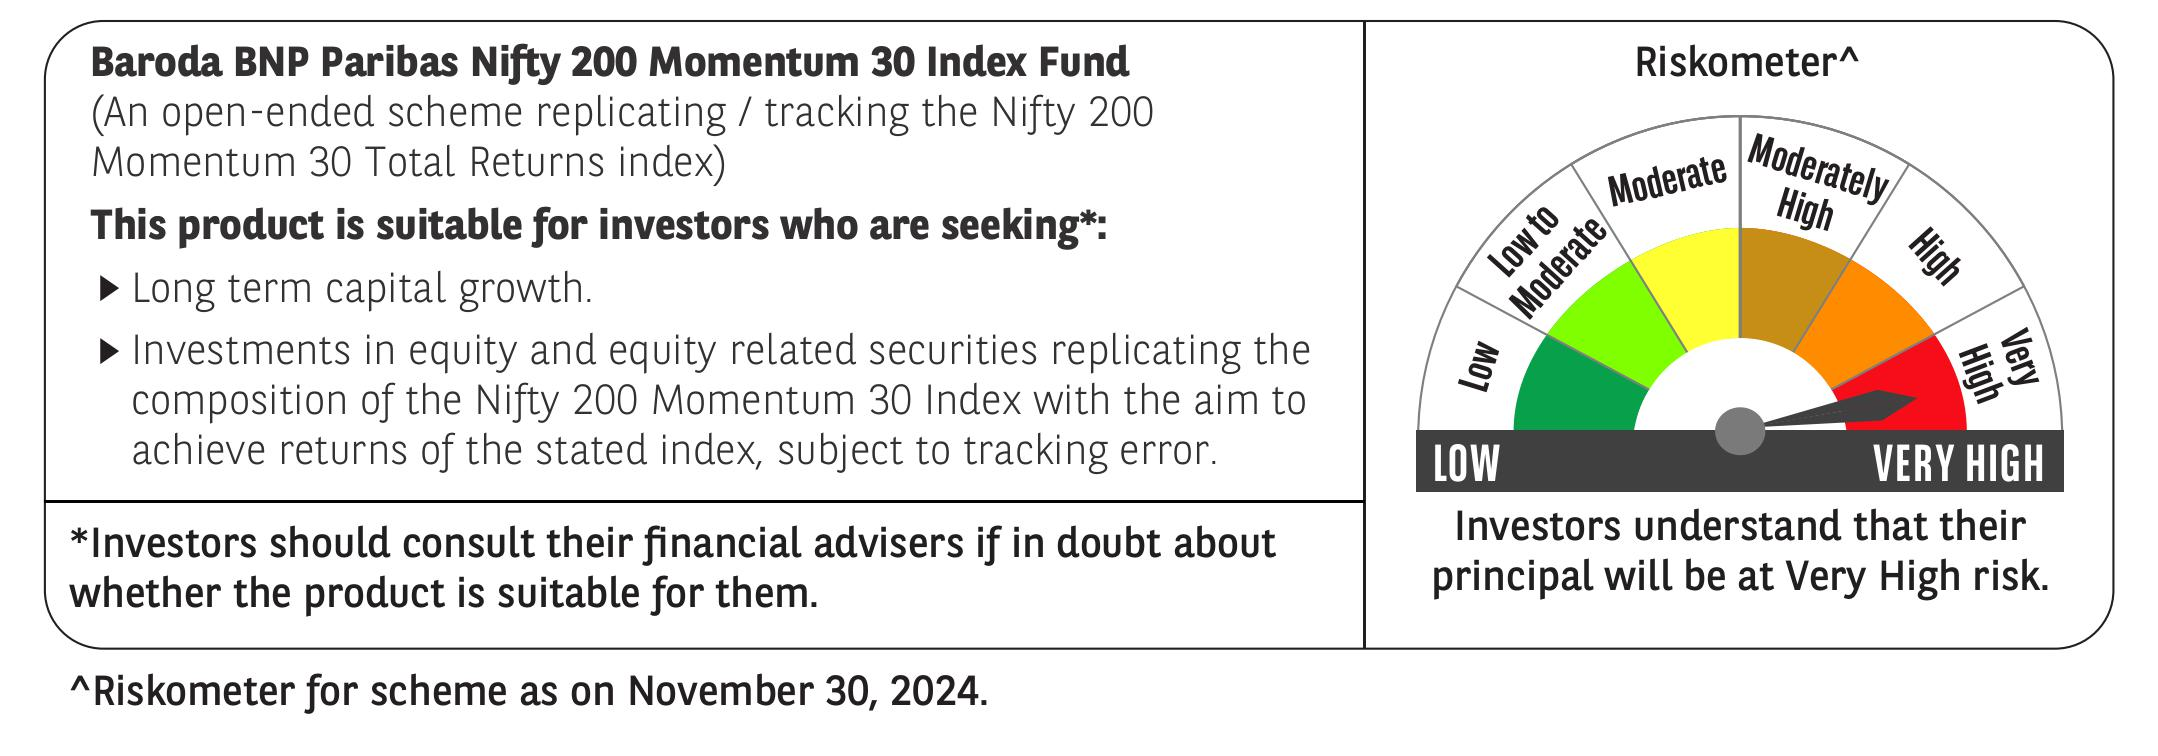 Baroda BNP Paribas Nifty 200 Momentum 30 Index Fund
(An open-ended scheme replicating / tracking the Nifty 200
Momentum 30 Total Returns index)
This product is suitable for investors who are seeking*:
▶ Long term capital growth.
▶ Investments in equity and equity related securities replicating the
composition of the Nifty 200 Momentum 30 Index with the aim to
achieve returns of the stated index, subject to tracking error.
*Investors should consult their financial advisers if in doubt about
whether the product is suitable for them.
Riskometer^
Low
Low to
Moderate
Moderate
Moderately
High
High
Very
High
LOW
VERY HIGH
Investors understand that their
principal will be at Very High risk.
^Riskometer for scheme as on November 30, 2024.